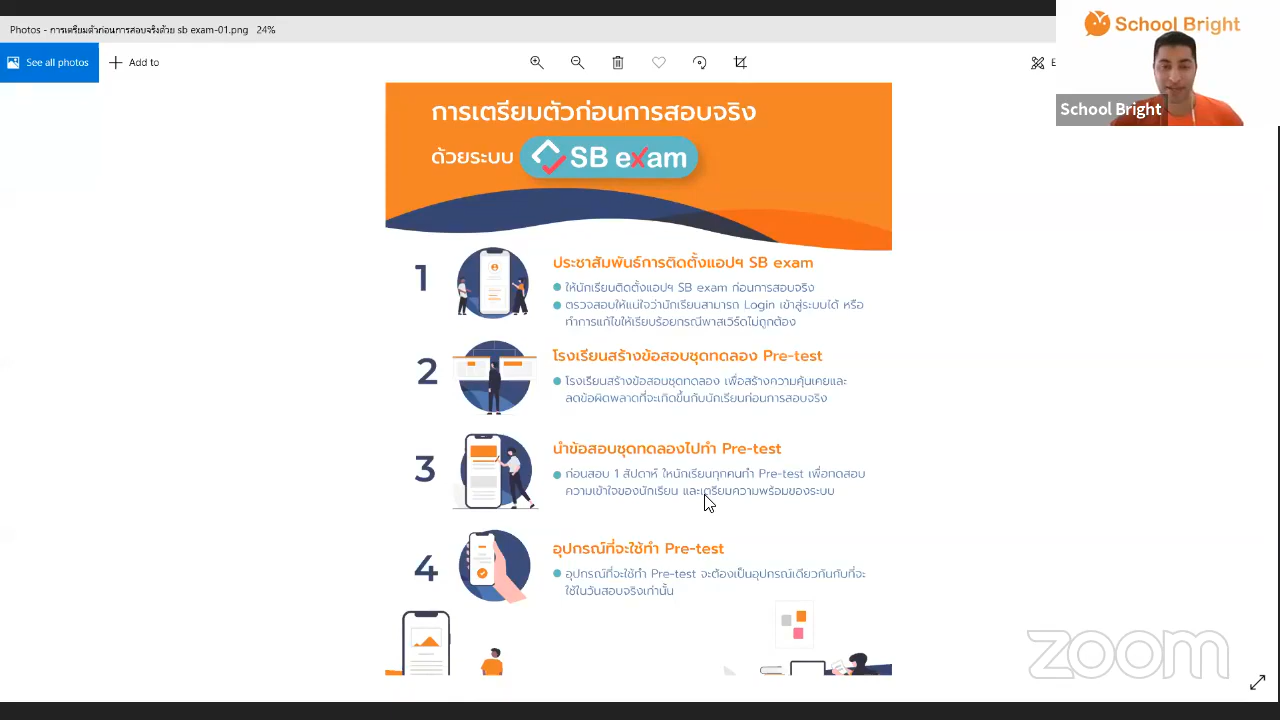 Photos - การเตรียมตัวก่อนการสอบจริงด้วย sb exam-01.png 24%
School Bright
See all photos
Add to
School Bright
การเตรียมตัวก่อนการสอบจริง
ด้วยระบบ SB exam
1
ประชาสัมพันธ์การติดตั้งแอปฯ SB exam
ให้นักเรียนติดตั้งแอปฯ SB exam ก่อนการสอบจริง
ตรวจสอบให้แน่ใจว่านักเรียนสามารถ Login เข้าสู่ระบบได้ หรือ
ทำการแก้ไขให้เรียบร้อยกรณีพาสเวิร์ดไม่ถูกต้อง
2
โรงเรียนสร้างข้อสอบชุดทดลอง Pre-test
โรงเรียนสร้างข้อสอบชุดทดลอง เพื่อสร้างความคุ้นเคยและ
ลดข้อผิดพลาดที่จะเกิดขึ้นกับนักเรียนก่อนการสอบจริง
3
นำข้อสอบชุดทดลองไปทำ Pre-test
ก่อนสอบ 1 สัปดาห์ ให้นักเรียนทุกคนทำ Pre-test เพื่อทดสอบ
ความเข้าใจของนักเรียน และเตรียมความพร้อมของระบบ
4
อุปกรณ์ที่จะใช้ทำ Pre-test
อุปกรณ์ที่จะใช้ทำ Pre-test จะต้องเป็นอุปกรณ์เดียวกันกับที่จะ
ใช้ในวันสอบจริงเท่านั้น
zoom